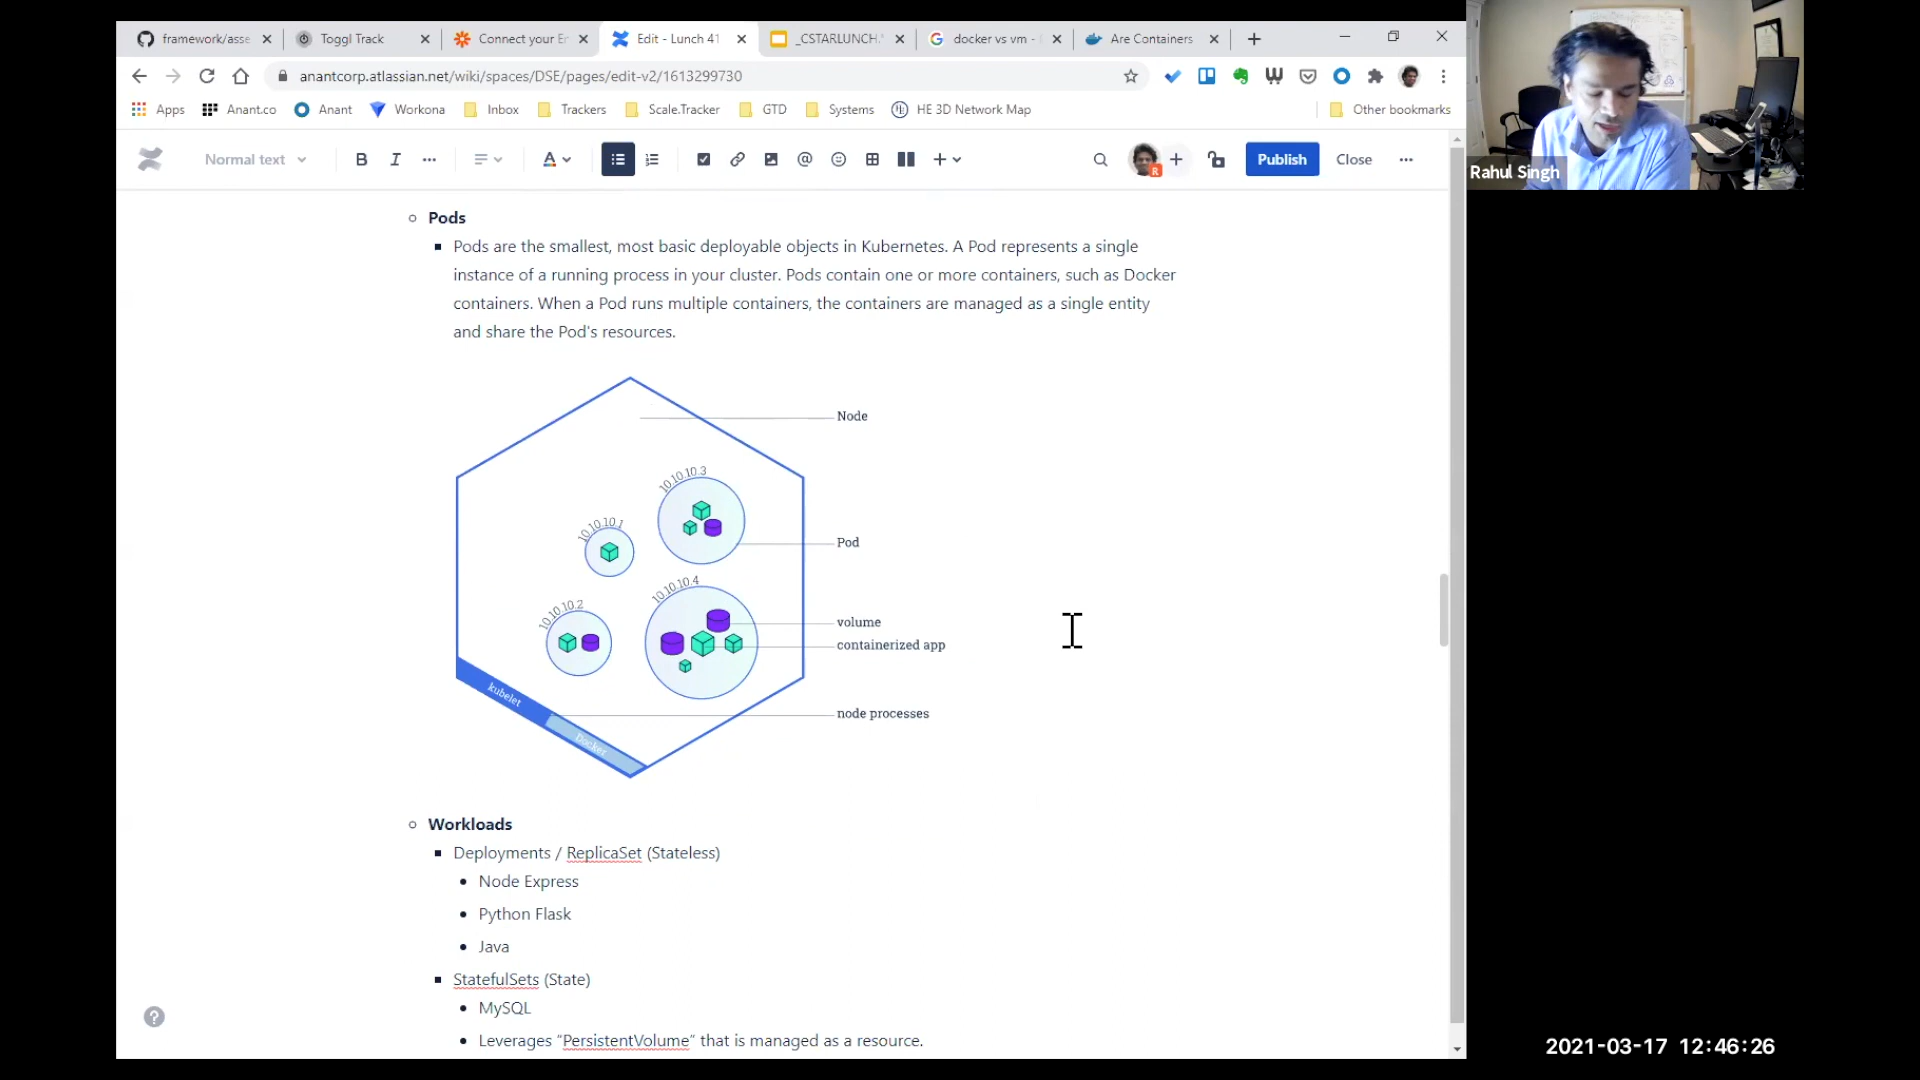 framework/asse
Toggl Track
Connect your En
Edit - Lunch 41
_CSTARLUNCH.
docker vs vm -
Are Containers
anantcorp.atlassian.net/wiki/spaces/DSE/pages/edit-v2/1613299730
Apps
Anant.co
Anant
Workona
Inbox
Trackers
Scale.Tracker
GTD
Systems
HE 3D Network Map
Other bookmarks
Normal text
B
I
A
R
Publish
Close
Rahul Singh
Pods
Pods are the smallest, most basic deployable objects in Kubernetes. A Pod represents a single
instance of a running process in your cluster. Pods contain one or more containers, such as Docker
containers. When a Pod runs multiple containers, the containers are managed as a single entity
and share the Pod's resources.
Node
10.10.10.3
10.10.10.1
Pod
10.10.10.4
10.10.10.2
volume
containerized app
kubelet
node processes
Docker
Workloads
Deployments / ReplicaSet (Stateless)
Node Express
Python Flask
Java
StatefulSets (State)
MySQL
Leverages “PersistentVolume” that is managed as a resource.
2021-03-17 12:46:26